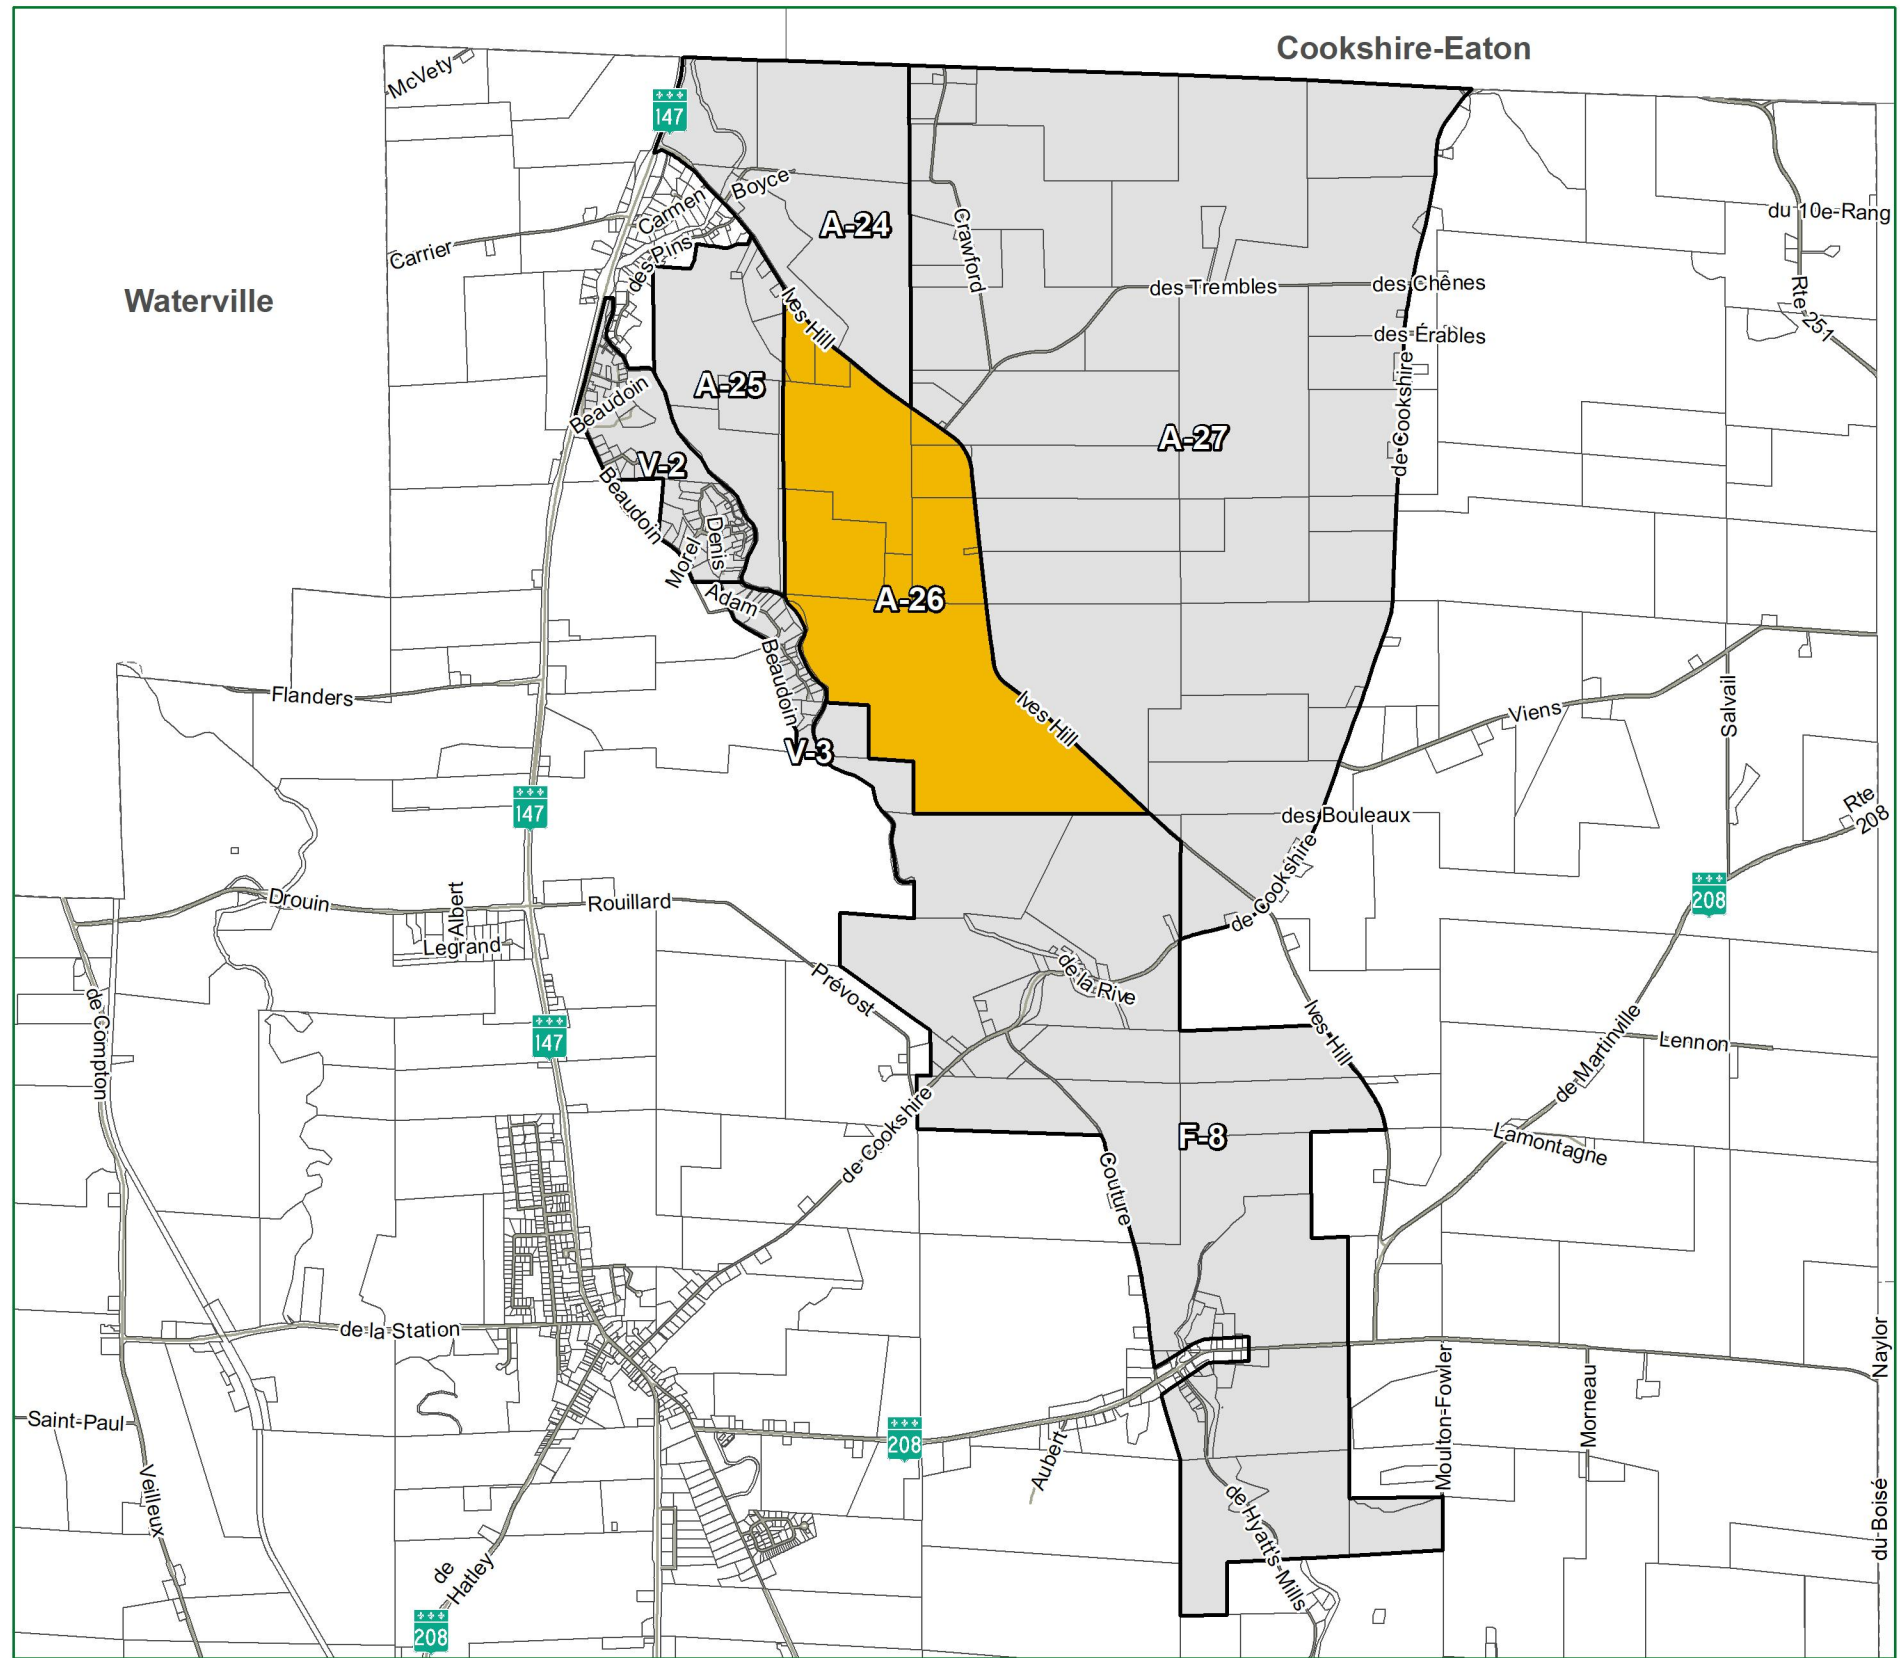 Cookshire-Eaton
McVety
147
Boyce
Carmen
A-24
du 10e-Rang
Carrier
des Pins
Crawford
Waterville
Ives-Hill
des Trembles
des Chênes
Rte 251
des Érables
A-25
Beaudoin
de Cookshire
A-27
V-2
Beaudoin
Denis
Morel
Adam
A-26
Beaudoin
Flanders
Ives-Hill
Viens
Salvail
V-3
147
des Bouleaux
Rte
208
de Cookshire
208
Drouin
Albert
Rouillard
Legrand
de la Rive
Prévost
de Compton
147
Ives-Hill
Lennon
de Martinville
de Cookshire
F-8
Lamontagne
Couture
de la Station
Naylor
Saint-Paul
208
Aubert
Moulton-Fowler
Morneau
Veilleux
de Hyatt's-Mills
du Boisé
de
Hatley
208